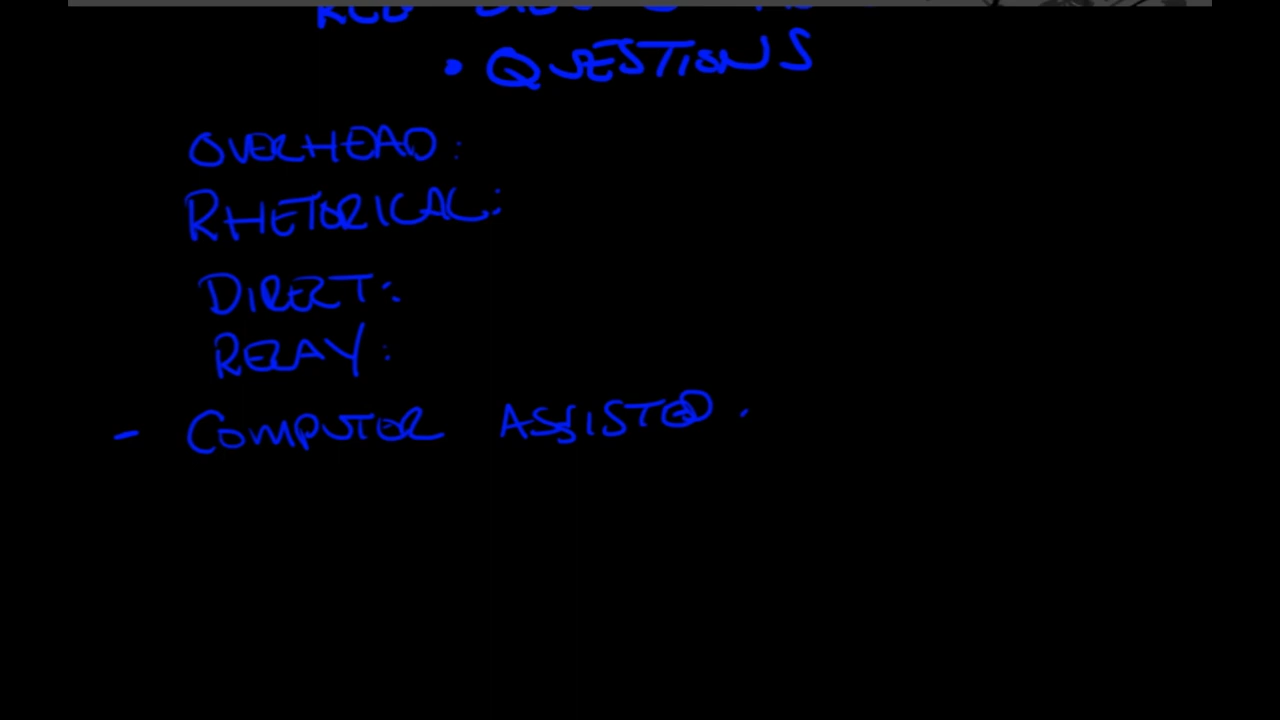 • QUESTIONS
OVERHEAD:
RHETORICAL:
DIRECT:
RELAY:
- COMPUTER ASSISTED.